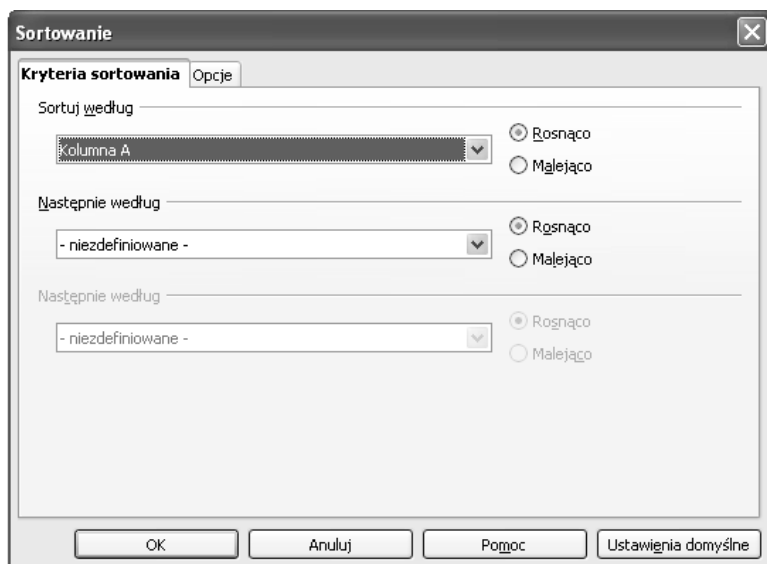 Sortowanie
Kryteria sortowania Opcje
Sortuj według
Kolumna A
Rosnąco
Malejąco
Następnie według
- niezdefiniowane -
Rosnąco
Malejąco
Następnie według
- niezdefiniowane -
Rosnąco
Malejąco
OK Anuluj Pomoc Ustawienia domyślne